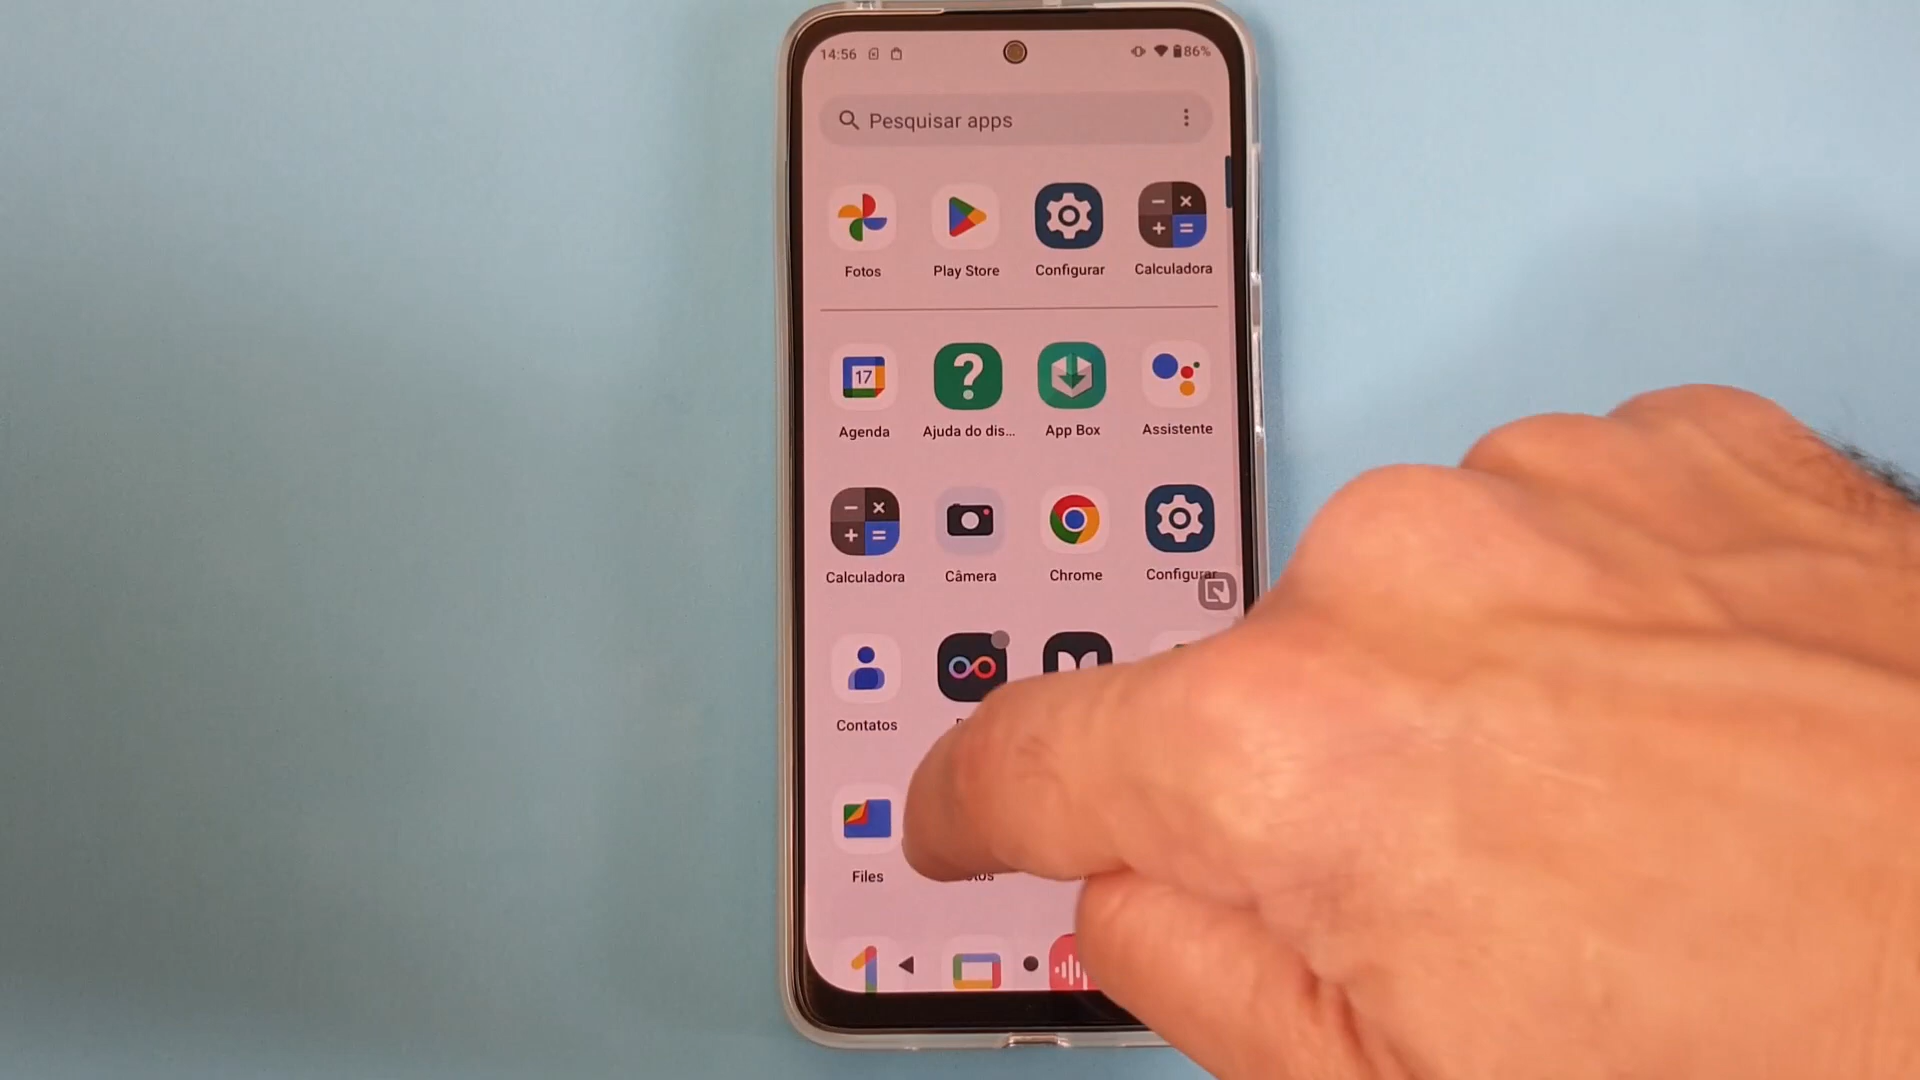 14:56
86%
Pesquisar apps
Fotos
Play Store
Configurar
Calculadora
17
Agenda
Ajuda do dis...
App Box
Assistente
Calculadora
Câmera
Chrome
Configurar
Contatos
Files